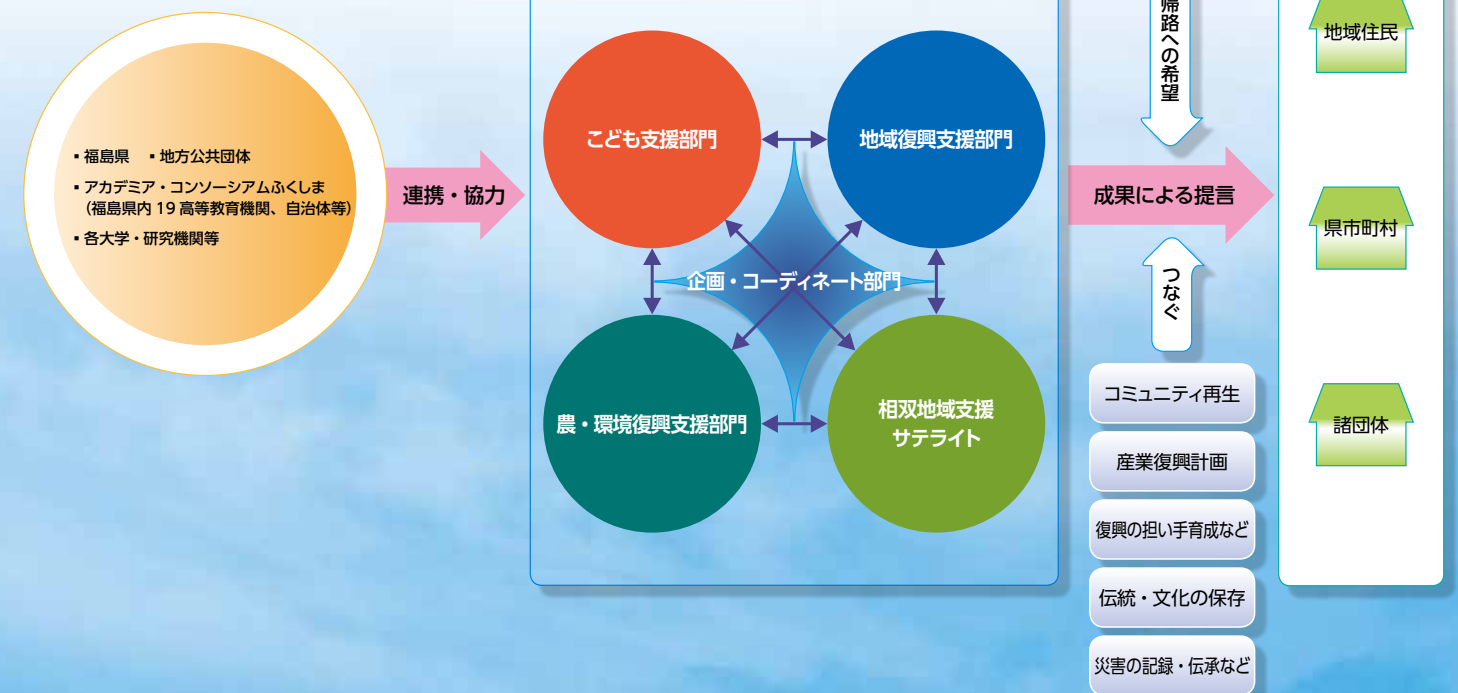 ▪福島県 ▪地方公共団体
▪アカデミア・コンソーシアムふくしま
(福島県内 19 高等教育機関、自治体等)
▪各大学・研究機関等
連携・協力
こども支援部門
地域復興支援部門
企画・コーディネート部門
農・環境復興支援部門
相双地域支援
サテライト
帰路への希望
成果による提言
つなぐ
コミュニティ再生
産業復興計画
復興の担い手育成など
伝統・文化の保存
災害の記録・伝承など
地域住民
県市町村
諸団体